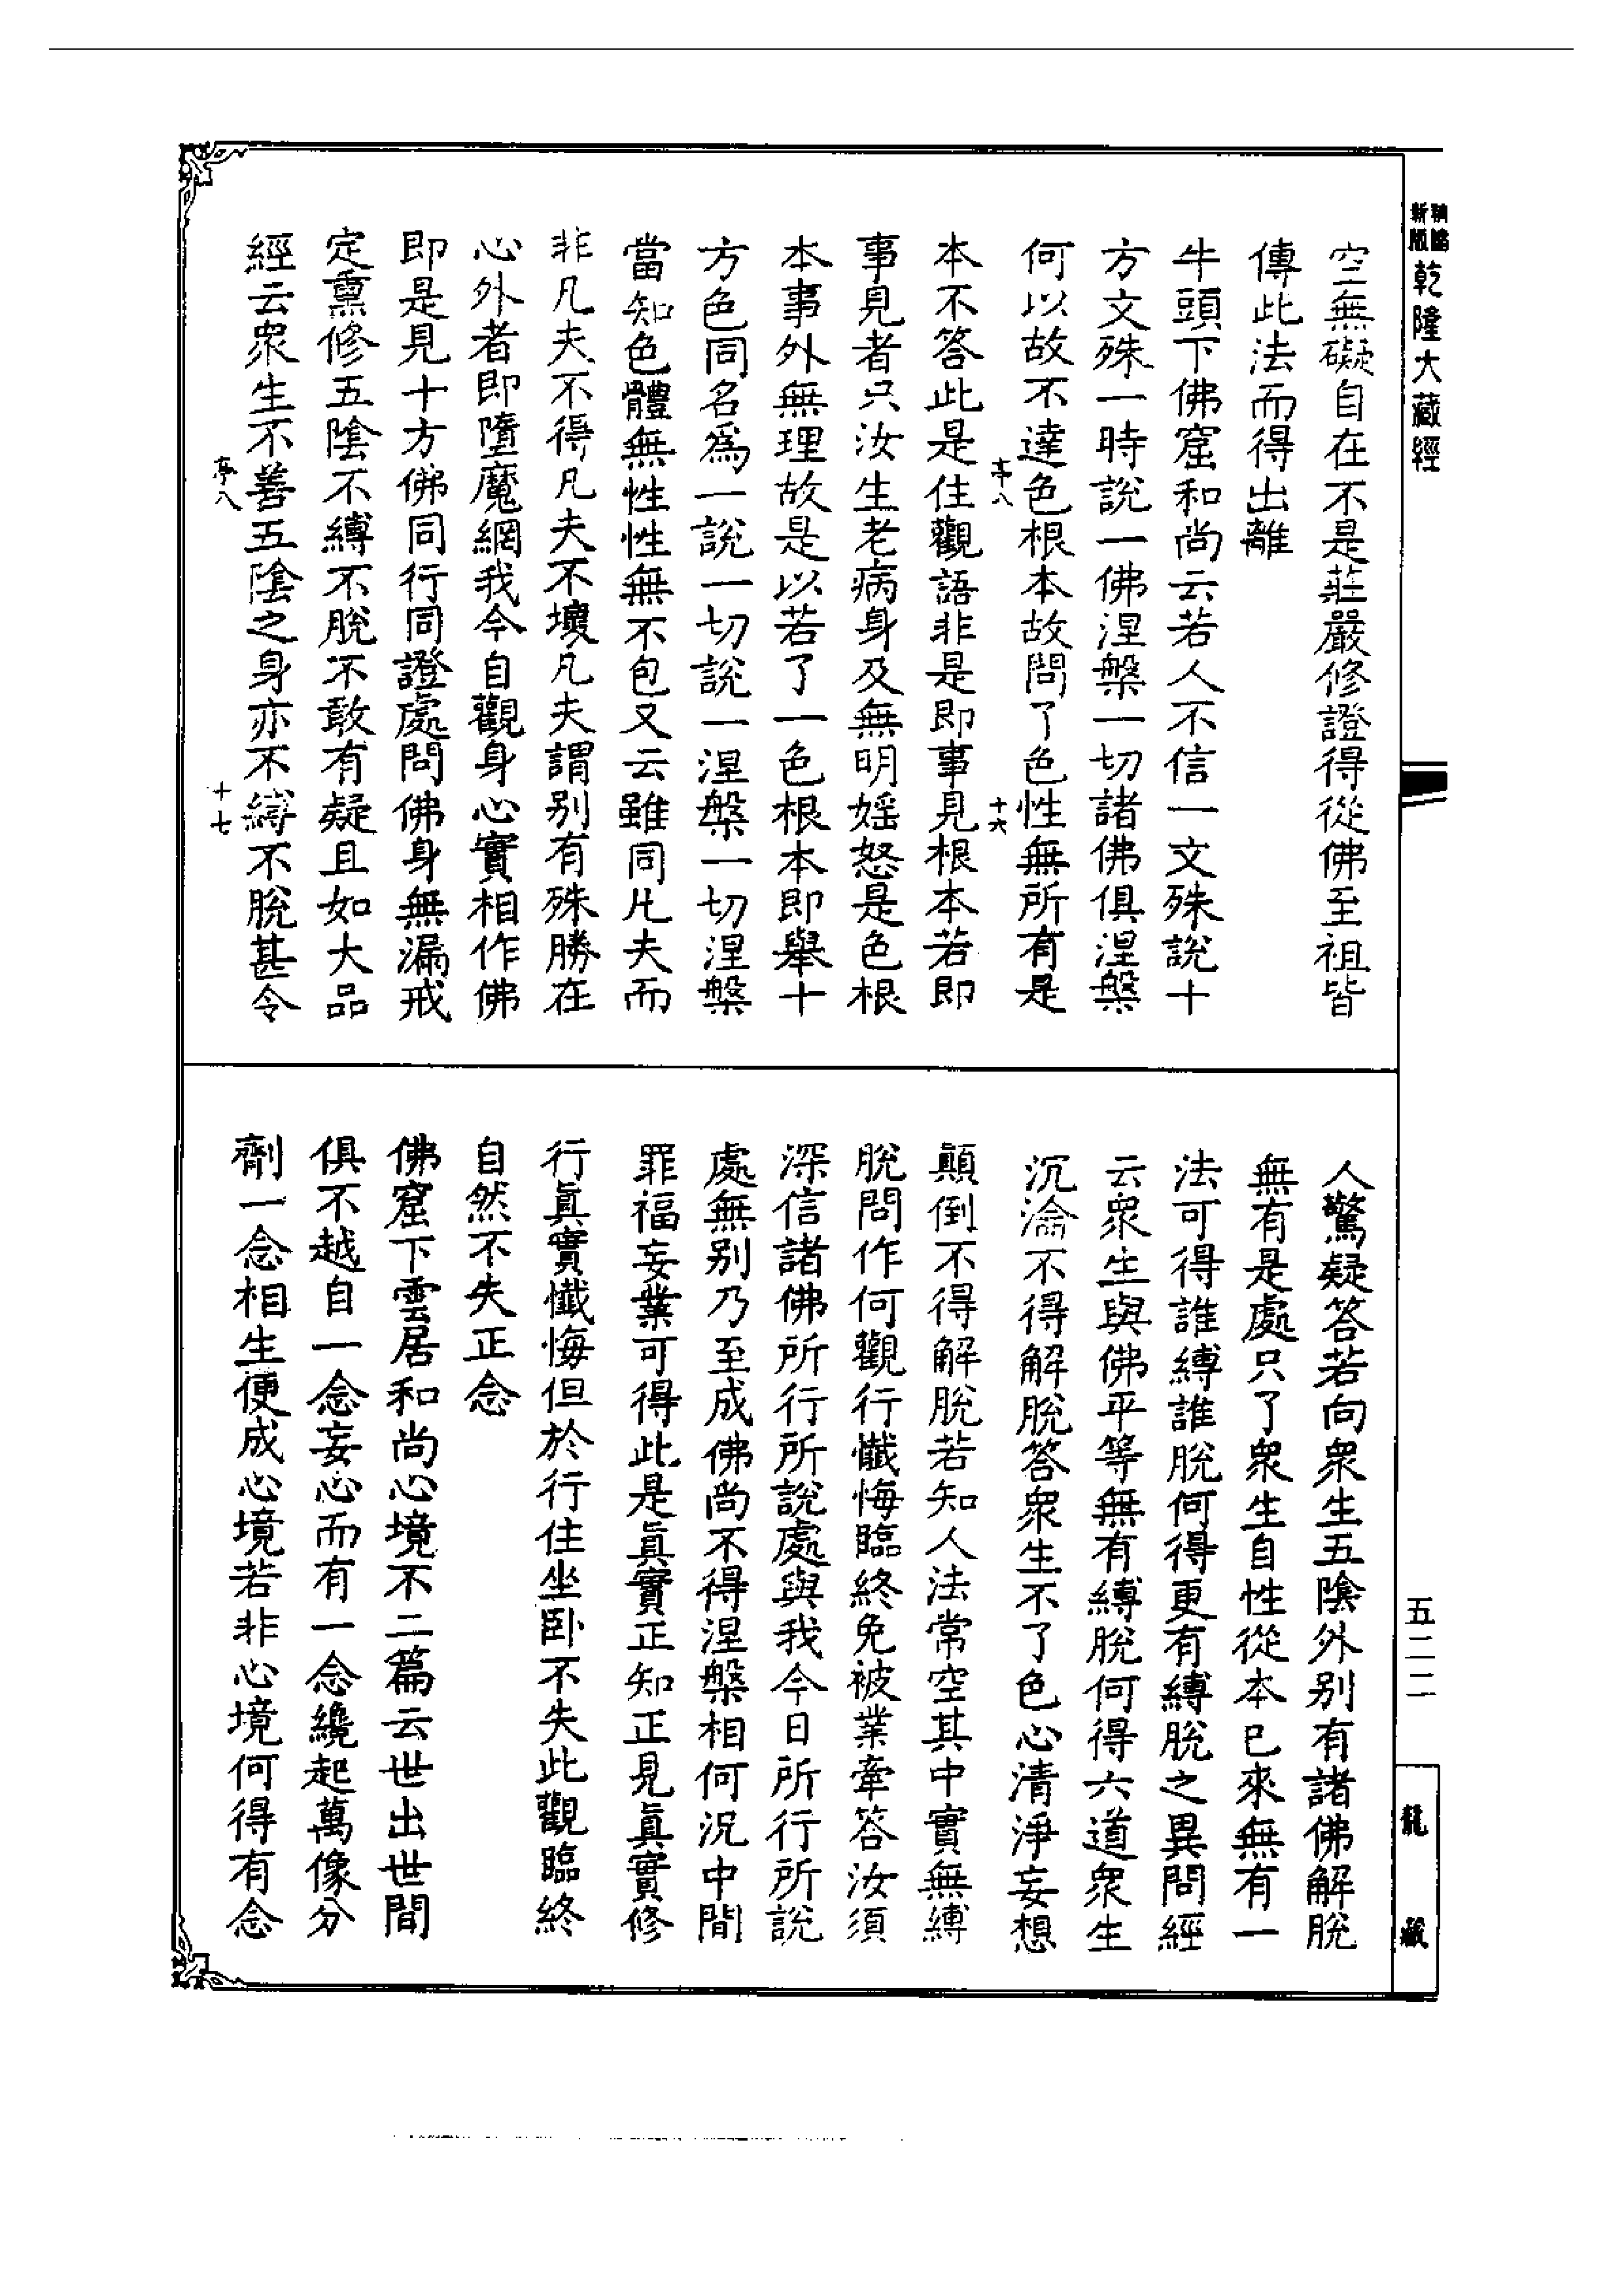 新版
精縮
乾隆大藏經
空無礙自在不是莊嚴修證得從佛至祖皆
傳此法而得出離
牛頭下佛窟和尚云若人不信一文殊說十
方文殊一時說一佛涅槃一切諸佛俱涅槃
何以故不達色根本故問了色性無所有是
亭八
十六
本不答此是住觀語非是即事見根本若即
事見者只汝生老病身及無明婬怒是色根
本事外無理故是以若了一色根本即舉十
方色同名為一說一切說一涅槃一切涅槃
當知色體無性性無不包又云雖同凡夫而
非凡夫不得凡夫不壞凡夫謂別有殊勝在
心外者即墮魔網我今自觀身心實相作佛
即是見十方佛同行同證處問佛身無漏戒
定熏修五陰不縛不脫不敢有疑且如大品
經云眾生不善五陰之身亦不縛不脫甚令
亭八
十七
人驚疑答若向眾生五陰外別有諸佛解脫
無有是處只了眾生自性從本已來無有一
法可得誰縛誰脫何得更有縛脫之異問經
云眾生與佛平等無有縛脫何得六道眾生
沉淪不得解脫答眾生不了色心清淨妄想
顛倒不得解脫若知人法常空其中實無縛
脫問作何觀行懺悔臨終免被業牽答汝須
深信諸佛所行所說處與我今日所行所說
處無別乃至成佛尚不得涅槃相何況中間
罪福妄業可得此是眞實正知正見眞實修
行眞實懺悔但於行住坐臥不失此觀臨終
自然不失正念
佛窟下雲居和尚心境不二篇云世出世間
俱不越自一念妄心而有一念纔起萬像分
劑一念相生便成心境若非心境何得有念
五二二
龍藏